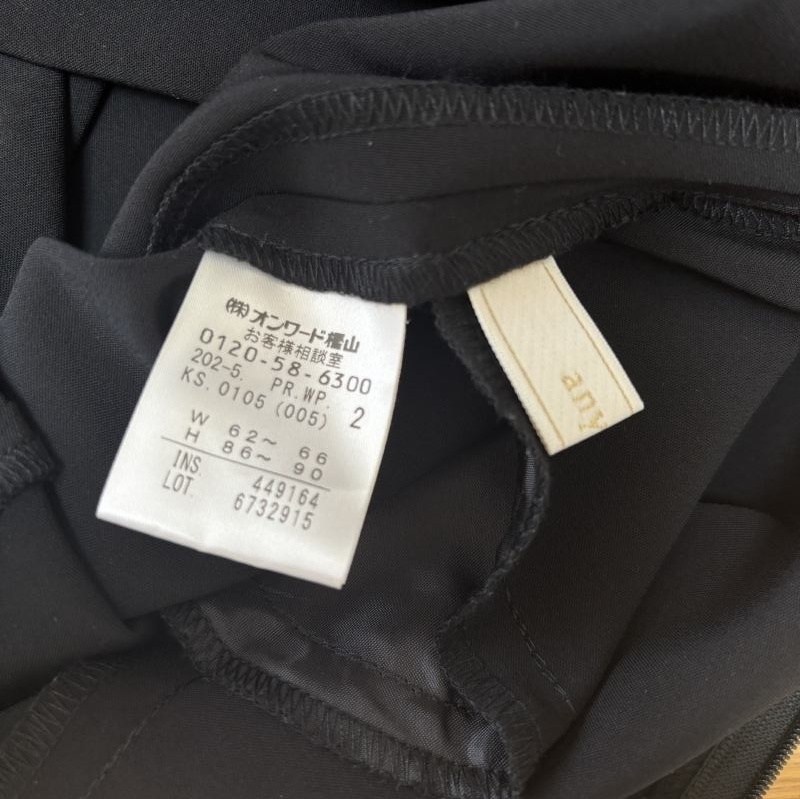 (株)オンワード樫山
お客様相談室
0120-58-6300
202-5. PR.WP.
KS. 0105 (005) 2
W 62~ 66
H 86~ 90
INS. 449164
LOT. 6732915
any